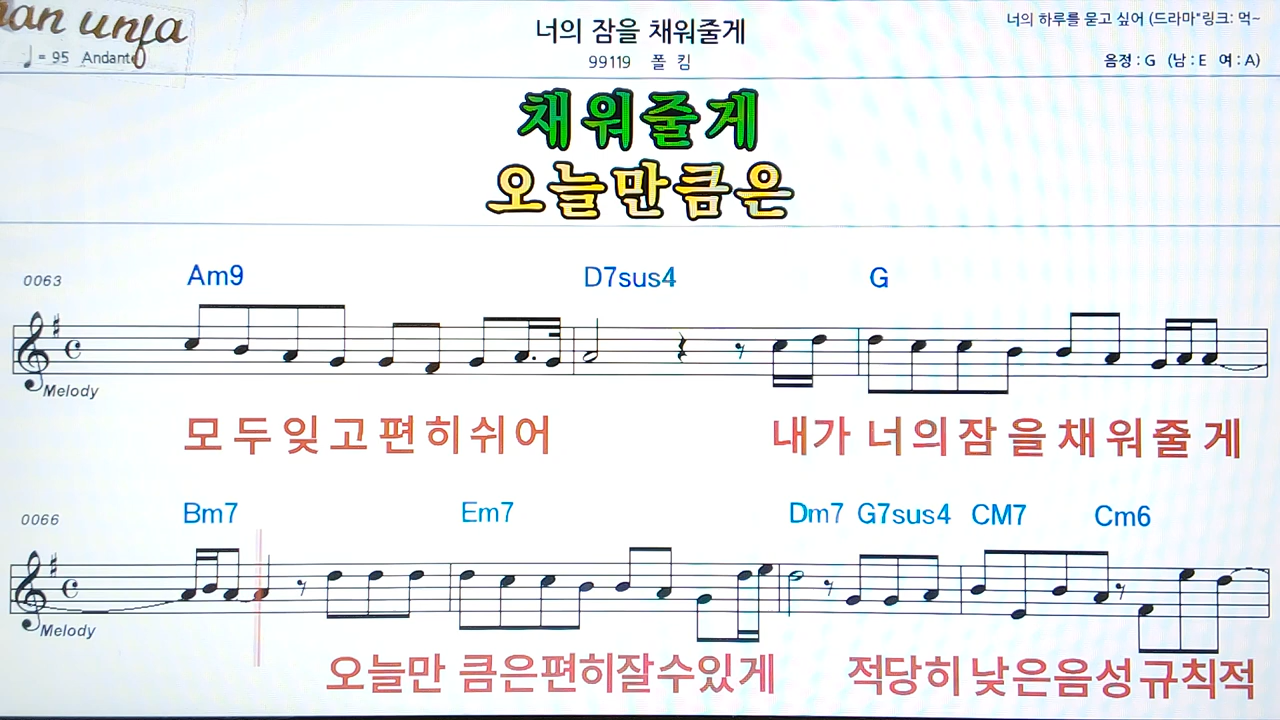 너의 잠을 채워줄게
너의 하루를 묻고 싶어 (드라마"링크: 먹~
♩= 95 Andante
99119 폴 킴
음정 : G (남 : E 여 : A)
채워줄게
오늘만큼은
0063 Am9 D7sus4 G
Melody
모두잊고편히쉬어 내가 너의잠을채워줄게
0066 Bm7 Em7 Dm7 G7sus4 CM7 Cm6
Melody
오늘만 큼은편히잘수있게 적당히낮은음성규칙적